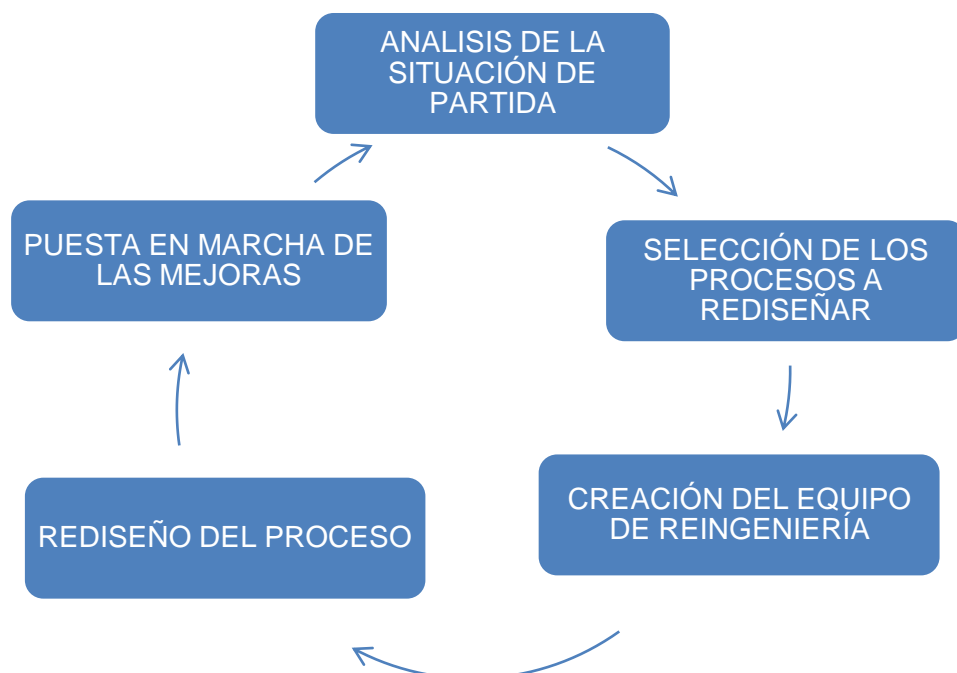 ANALISIS DE LA
SITUACIÓN DE
PARTIDA
SELECCIÓN DE LOS
PROCESOS A
REDISEÑAR
CREACIÓN DEL EQUIPO
DE REINGENIERÍA
REDISEÑO DEL PROCESO
PUESTA EN MARCHA DE
LAS MEJORAS